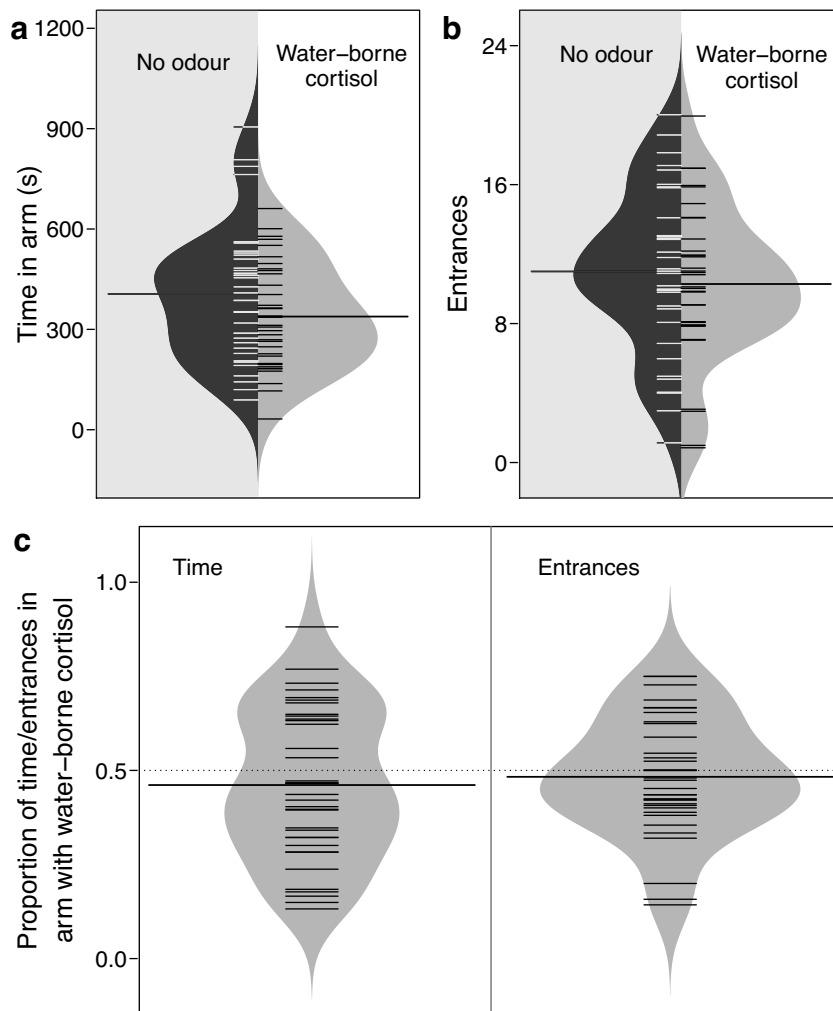 a
No odour
Water−borne
cortisol
Time in arm (s)
1200
900
600
300
0
b
No odour
Water−borne
cortisol
Entrances
24
16
8
0
c
Time
Entrances
Proportion of time/entrances in
arm with water−borne cortisol
1.0
0.5
0.0